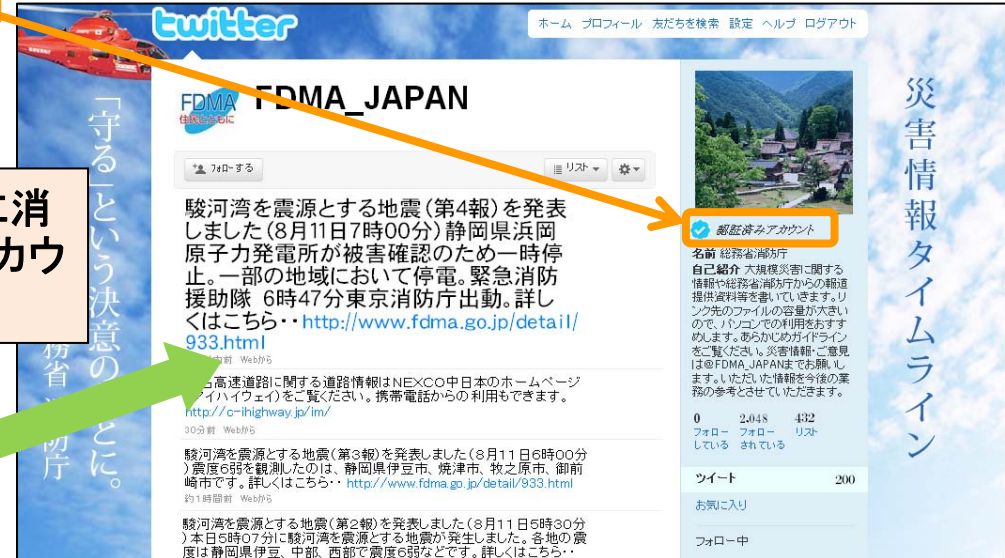 twitter
ホーム プロフィール 友だちを検索 設定 ヘルプ ログアウト
FDMA
住民とともに
FDMA_JAPAN
フォローする
リスト
駿河湾を震源とする地震(第4報)を発表
しました(8月11日7時00分)静岡県浜岡
原子力発電所が被害確認のため一時停
止。一部の地域において停電。緊急消防
援助隊 6時47分東京消防庁出動。詳し
くはこちら・・http://www.fdma.go.jp/detail/
933.html
前 Webから
高速道路に関する道路情報はNEXCO中日本のホームページ
アイハイウェイ)をご覧ください。携帯電話からの利用もできます。
http://c-ihighway.jp/im/
30分前 Webから
駿河湾を震源とする地震(第3報)を発表しました(8月11日6時00分
)震度6弱を観測したのは、静岡県伊豆市、焼津市、牧之原市、御前
崎市です。詳しくはこちら・・http://www.fdma.go.jp/detail/933.html
約1時間前 Webから
駿河湾を震源とする地震(第2報)を発表しました(8月11日5時30分
)本日5時07分に駿河湾を震源とする地震が発生しました。各地の震
度は静岡県伊豆、中部、西部で震度6弱などです。詳しくはこちら・・
認証済みアカウント
名前 総務省消防庁
自己紹介 大規模災害に関する
情報や総務省消防庁からの報道
提供資料等を書いていきます。リ
ンク先のファイルの容量が大きい
ので、パソコンでの利用をおすす
めします。あらかじめガイドライン
をご覧ください。災害情報・ご意見
は@FDMA_JAPANまでお願いし
ます。いただいた情報を今後の業
務の参考とさせていただきます。
0 2,048 432
フォロー フォロー リスト
している されている
ツイート 200
お気に入り
フォロー中
災害情報タイムライン
「守る」という決意のもとに。
務省 防庁
消
カウ